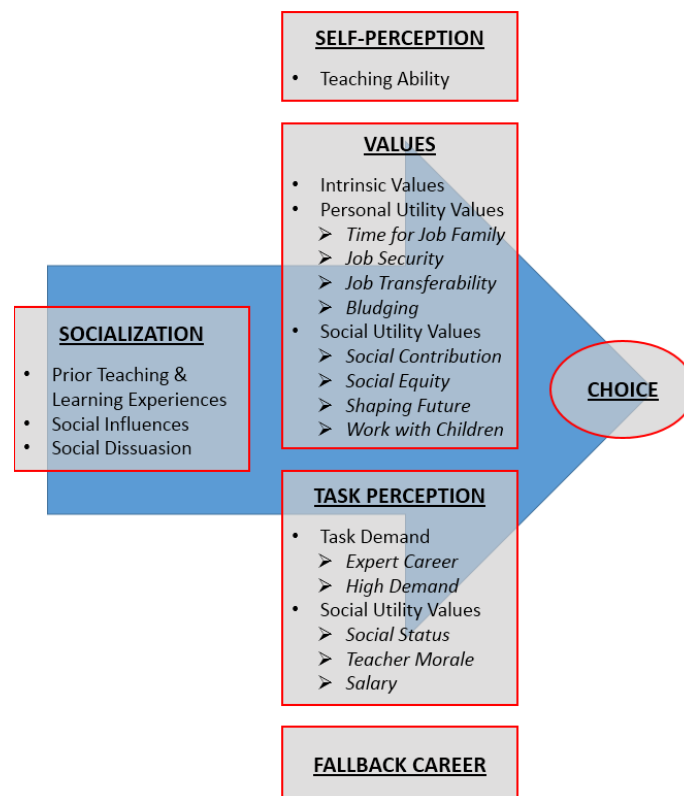 SELF-PERCEPTION
• Teaching Ability
VALUES
• Intrinsic Values
• Personal Utility Values
➢ Time for Job Family
➢ Job Security
➢ Job Transferability
➢ Bludging
• Social Utility Values
➢ Social Contribution
➢ Social Equity
➢ Shaping Future
➢ Work with Children
SOCIALIZATION
• Prior Teaching &
Learning Experiences
• Social Influences
• Social Dissuasion
CHOICE
TASK PERCEPTION
• Task Demand
➢ Expert Career
➢ High Demand
• Social Utility Values
➢ Social Status
➢ Teacher Morale
➢ Salary
FALLBACK CAREER